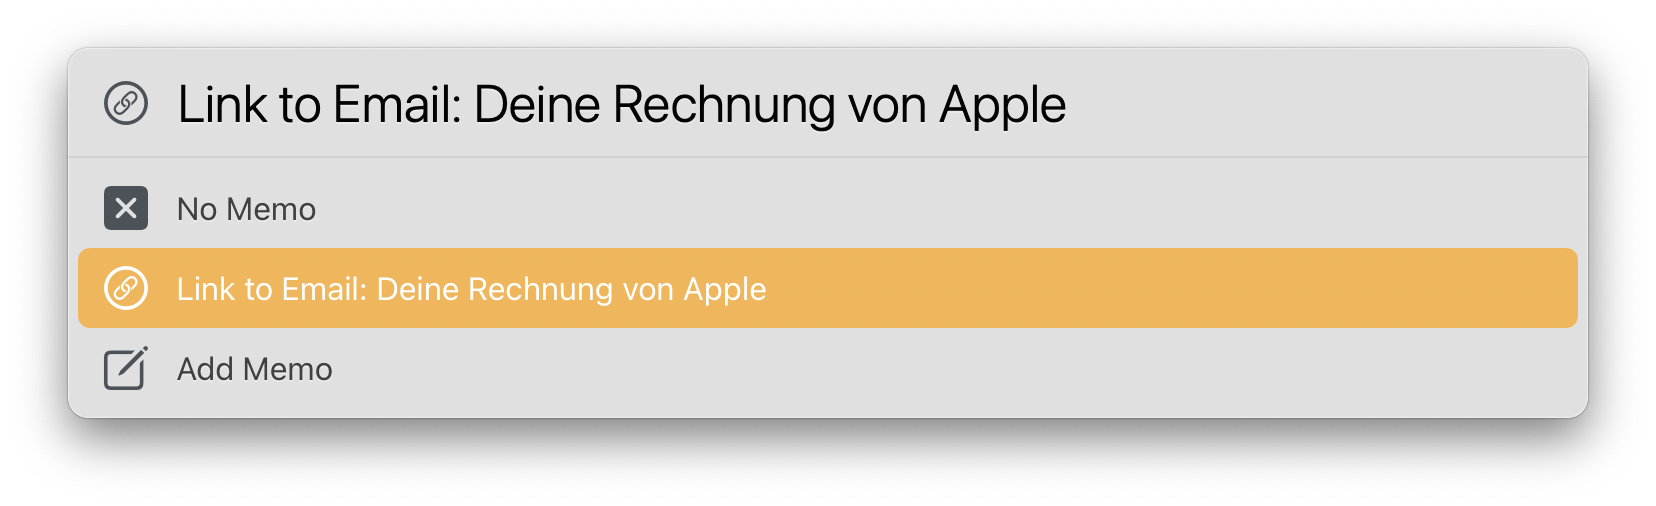 Link to Email: Deine Rechnung von Apple
No Memo
Link to Email: Deine Rechnung von Apple
Add Memo